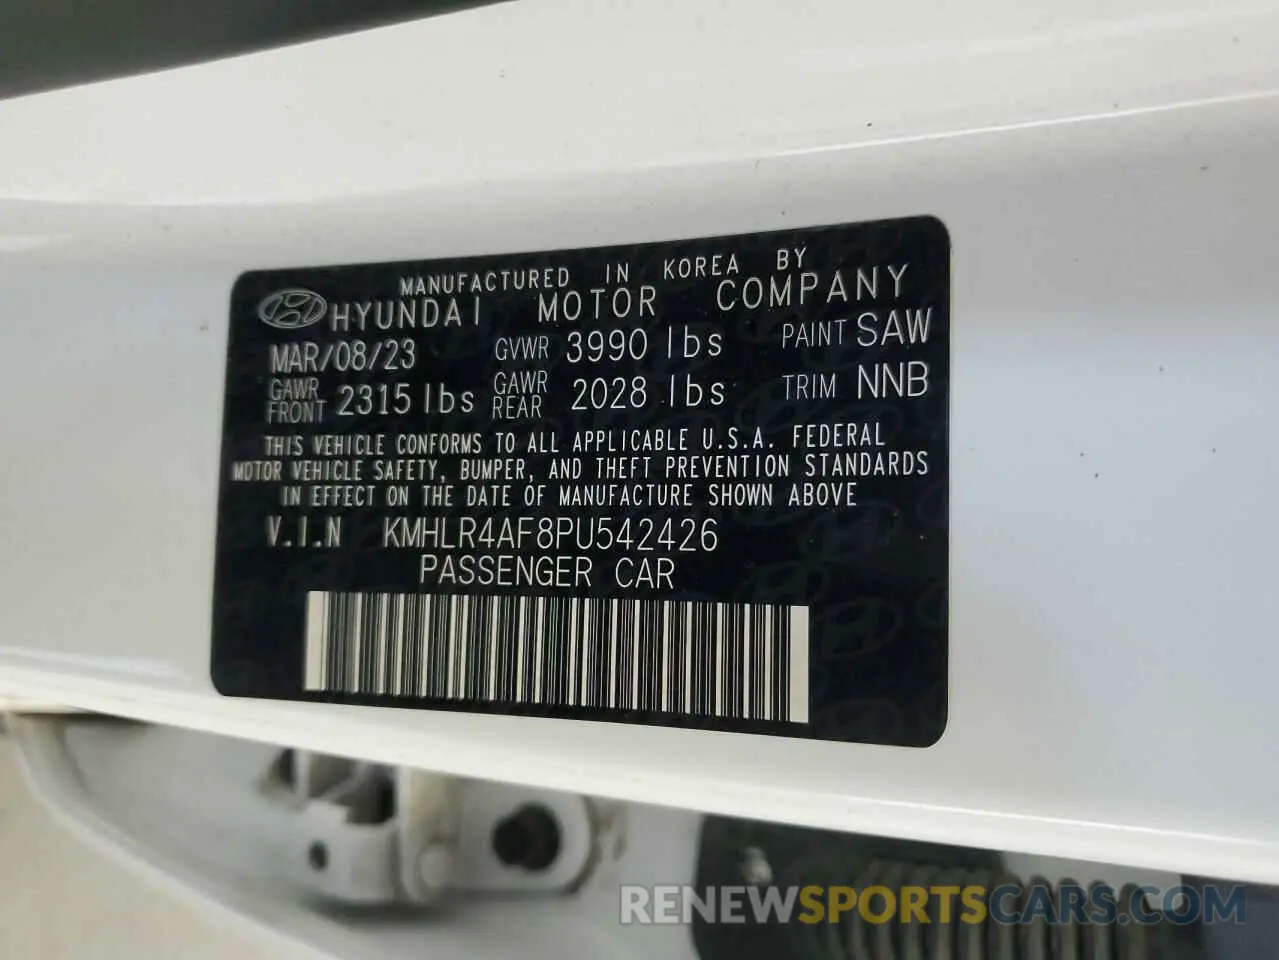 MANUFACTURED IN KOREA BY
HYUNDAI MOTOR COMPANY
MAR/08/23 GVWR 3990 lbs PAINT SAW
GAWR FRONT 2315 lbs GAWR REAR 2028 lbs TRIM NNB
THIS VEHICLE CONFORMS TO ALL APPLICABLE U.S.A. FEDERAL
MOTOR VEHICLE SAFETY, BUMPER, AND THEFT PREVENTION STANDARDS
IN EFFECT ON THE DATE OF MANUFACTURE SHOWN ABOVE
V.I.N KMHLR4AF8PU542426
PASSENGER CAR
RENEWSPORTSCARS.COM